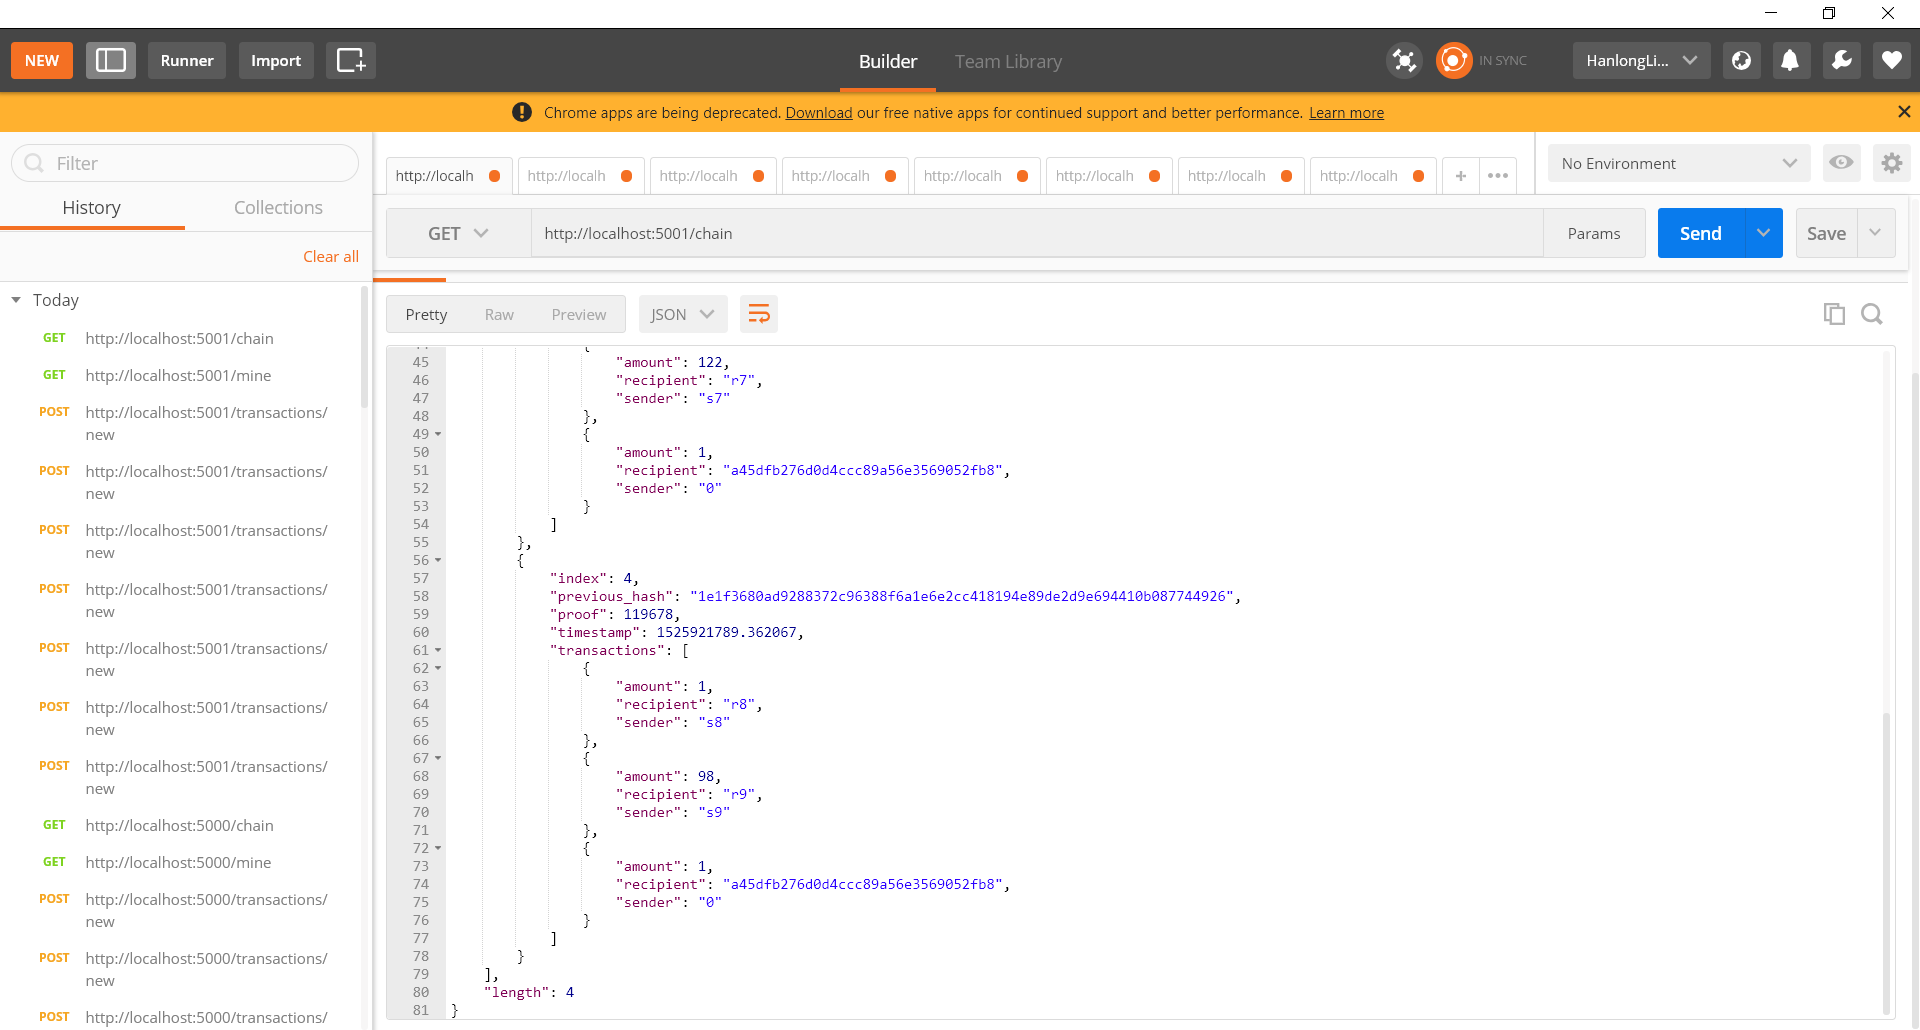 NEW
Runner
Import
Builder
Team Library
IN SYNC
HanlongLi...
Chrome apps are being deprecated. Download our free native apps for continued support and better performance. Learn more
Filter
History
Collections
Clear all
Today
GET http://localhost:5001/chain
GET http://localhost:5001/mine
POST http://localhost:5001/transactions/
new
POST http://localhost:5001/transactions/
new
POST http://localhost:5001/transactions/
new
POST http://localhost:5001/transactions/
new
POST http://localhost:5001/transactions/
new
POST http://localhost:5001/transactions/
new
POST http://localhost:5001/transactions/
new
GET http://localhost:5000/chain
GET http://localhost:5000/mine
POST http://localhost:5000/transactions/
new
POST http://localhost:5000/transactions/
new
POST http://localhost:5000/transactions/
http://localh
http://localh
http://localh
http://localh
http://localh
http://localh
http://localh
http://localh
+
•••
No Environment
GET
http://localhost:5001/chain
Params
Send
Save
Pretty
Raw
Preview
JSON
{
45 "amount": 122,
46 "recipient": "r7",
47 "sender": "s7"
48 },
49 {
50 "amount": 1,
51 "recipient": "a45dfb276d0d4ccc89a56e3569052fb8",
52 "sender": "0"
53 }
54 ]
55 },
56 {
57 "index": 4,
58 "previous_hash": "1e1f3680ad9288372c96388f6a1e6e2cc418194e89de2d9e694410b087744926",
59 "proof": 119678,
60 "timestamp": 1525921789.362067,
61 "transactions": [
62 {
63 "amount": 1,
64 "recipient": "r8",
65 "sender": "s8"
66 },
67 {
68 "amount": 98,
69 "recipient": "r9",
70 "sender": "s9"
71 },
72 {
73 "amount": 1,
74 "recipient": "a45dfb276d0d4ccc89a56e3569052fb8",
75 "sender": "0"
76 }
77 ]
78 }
79 ],
80 "length": 4
81 }